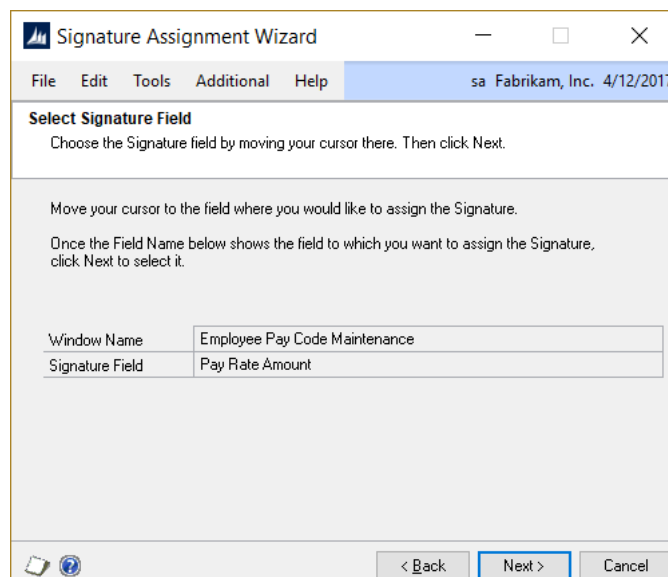 Signature Assignment Wizard
File Edit Tools Additional Help sa Fabrikam, Inc. 4/12/2017
Select Signature Field
Choose the Signature field by moving your cursor there. Then click Next.
Move your cursor to the field where you would like to assign the Signature.
Once the Field Name below shows the field to which you want to assign the Signature,
click Next to select it.
Window Name Employee Pay Code Maintenance
Signature Field Pay Rate Amount
< Back Next > Cancel